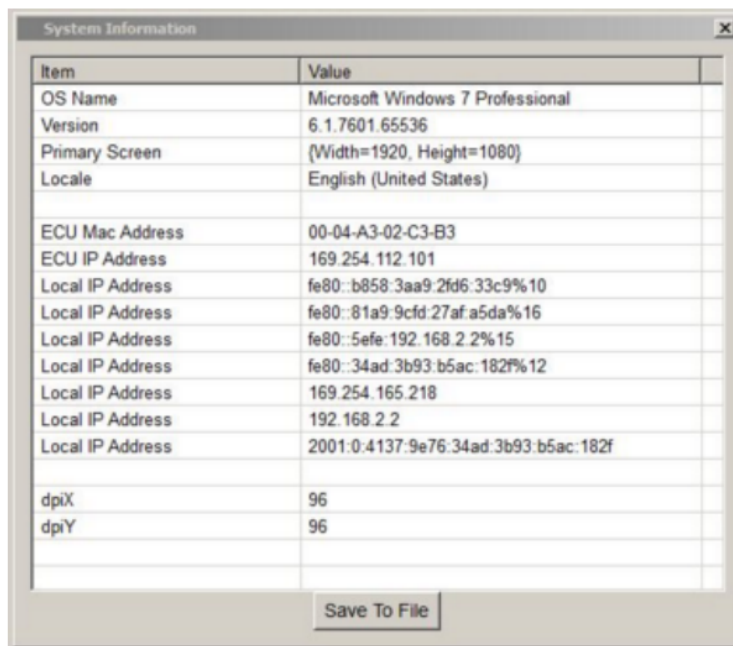 System Information
Item Value
OS Name Microsoft Windows 7 Professional
Version 6.1.7601.65536
Primary Screen {Width=1920, Height=1080}
Locale English (United States)
ECU Mac Address 00-04-A3-02-C3-B3
ECU IP Address 169.254.112.101
Local IP Address fe80::b858:3aa9:2fd6:33c9%10
Local IP Address fe80::81a9:9cfd:27af:a5da%16
Local IP Address fe80::5efe:192.168.2.2%15
Local IP Address fe80::34ad:3b93:b5ac:182f%12
Local IP Address 169.254.165.218
Local IP Address 192.168.2.2
Local IP Address 2001:0:4137:9e76:34ad:3b93:b5ac:182f
dpiX 96
dpiY 96
Save To File